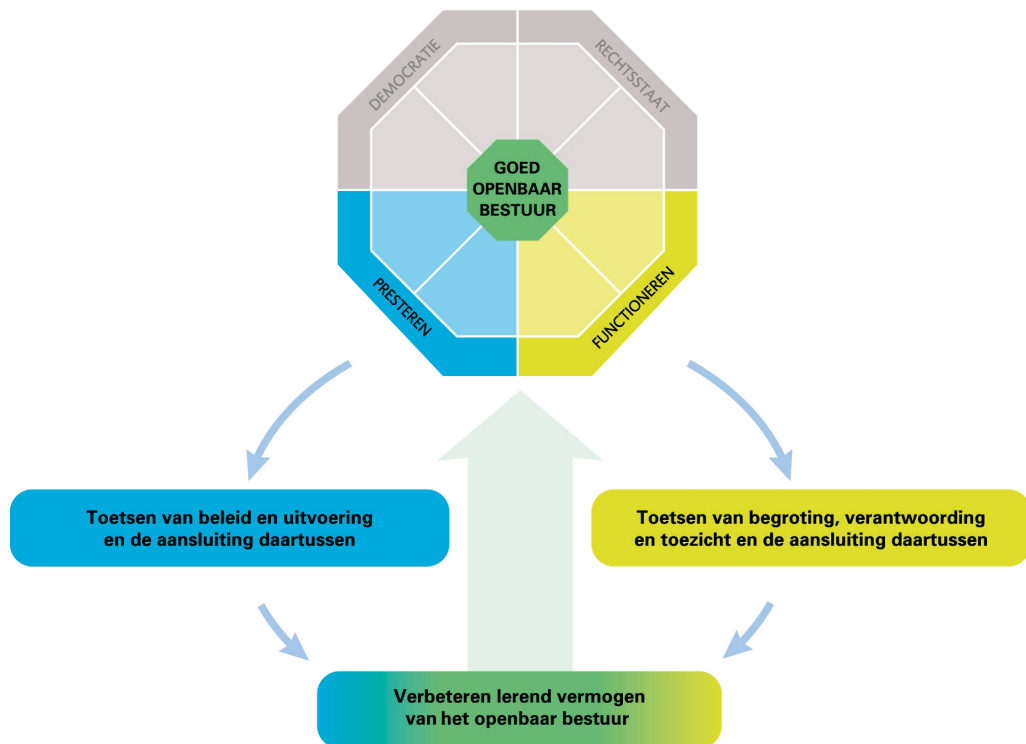 DEMOCRATIE
RECHTSSTAAT
GOED
OPENBAAR
BESTUUR
PRESTEREN
FUNCTIONEREN
Toetsen van beleid en uitvoering
en de aansluiting daartussen
Toetsen van begroting, verantwoording
en toezicht en de aansluiting daartussen
Verbeteren lerend vermogen
van het openbaar bestuur